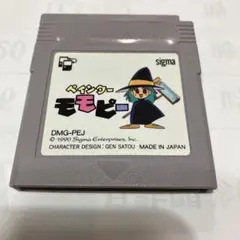 sigma
ペインター
モモピー
DMG-PEJ
© 1990 Sigma Enterprises, Inc.
CHARACTER DESIGN: GEN SATOU MADE IN JAPAN